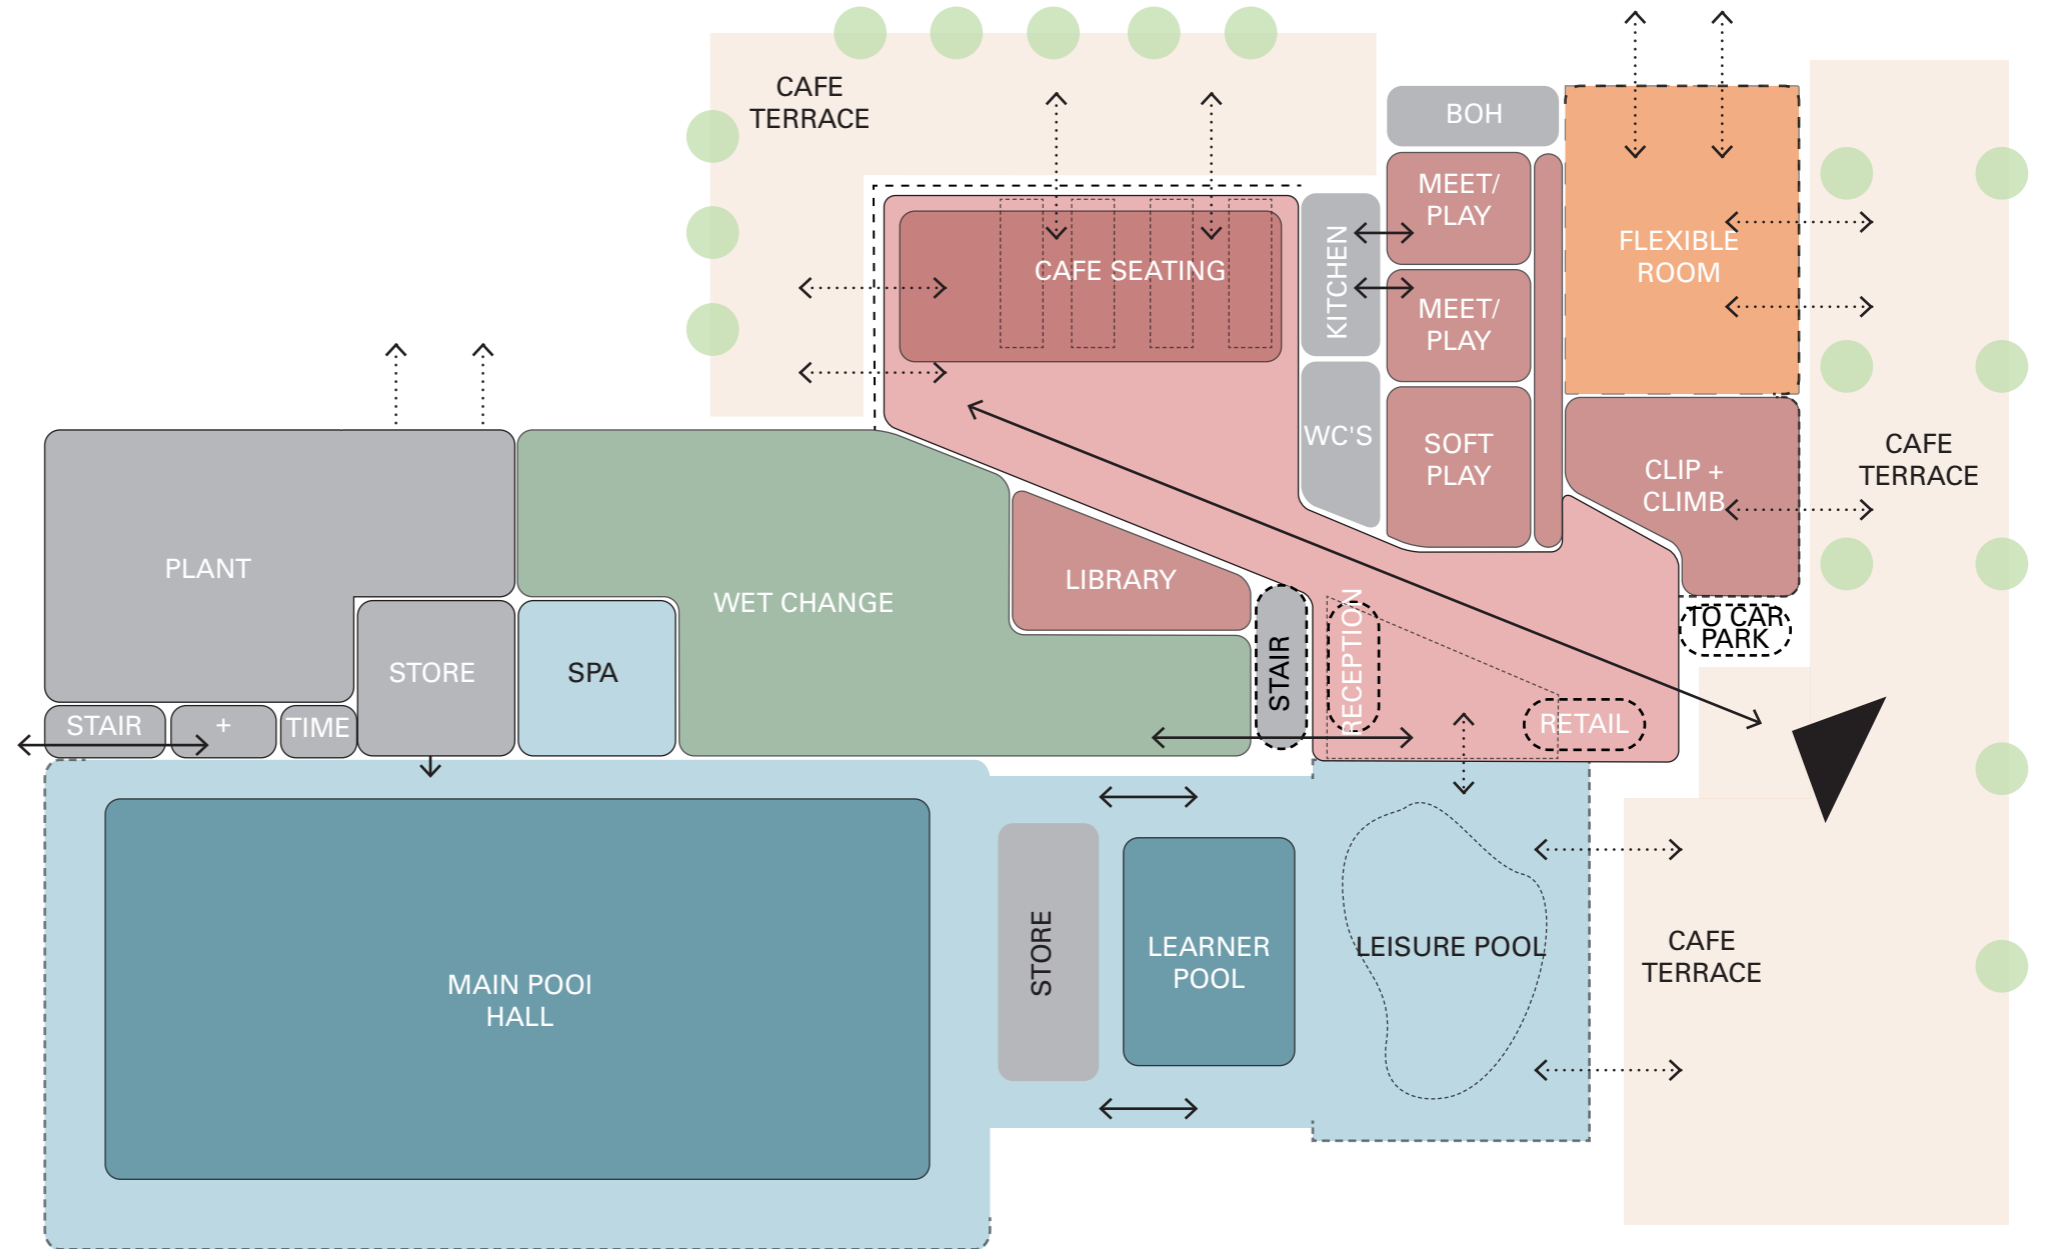 CAFE
TERRACE
BOH
MEET/
PLAY
FLEXIBLE
ROOM
CAFE SEATING
KITCHEN
MEET/
PLAY
WC'S
SOFT
PLAY
CLIP +
CLIMB
CAFE
TERRACE
PLANT
WET CHANGE
LIBRARY
STORE
SPA
STAIR
RECEPTION
TO CAR
PARK
STAIR
+
TIME
RETAIL
MAIN POOI
HALL
STORE
LEARNER
POOL
LEISURE POOL
CAFE
TERRACE